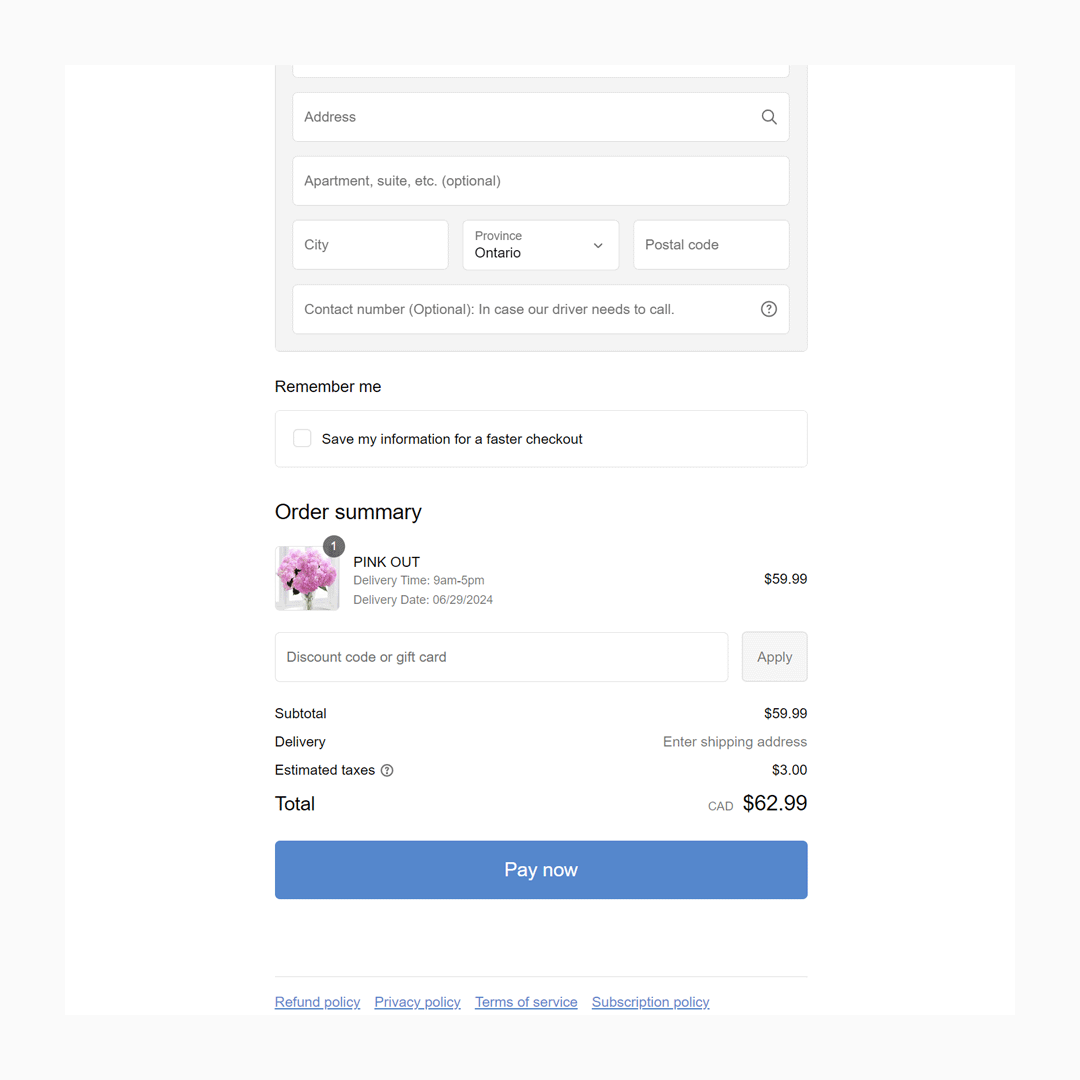 Address
Apartment, suite, etc. (optional)
City
Province
Ontario
Postal code
Contact number (Optional): In case our driver needs to call.
?
Remember me
Save my information for a faster checkout
Order summary
1
PINK OUT
Delivery Time: 9am-5pm
Delivery Date: 06/29/2024
$59.99
Discount code or gift card
Apply
Subtotal $59.99
Delivery Enter shipping address
Estimated taxes ? $3.00
Total CAD $62.99
Pay now
Refund policy Privacy policy Terms of service Subscription policy